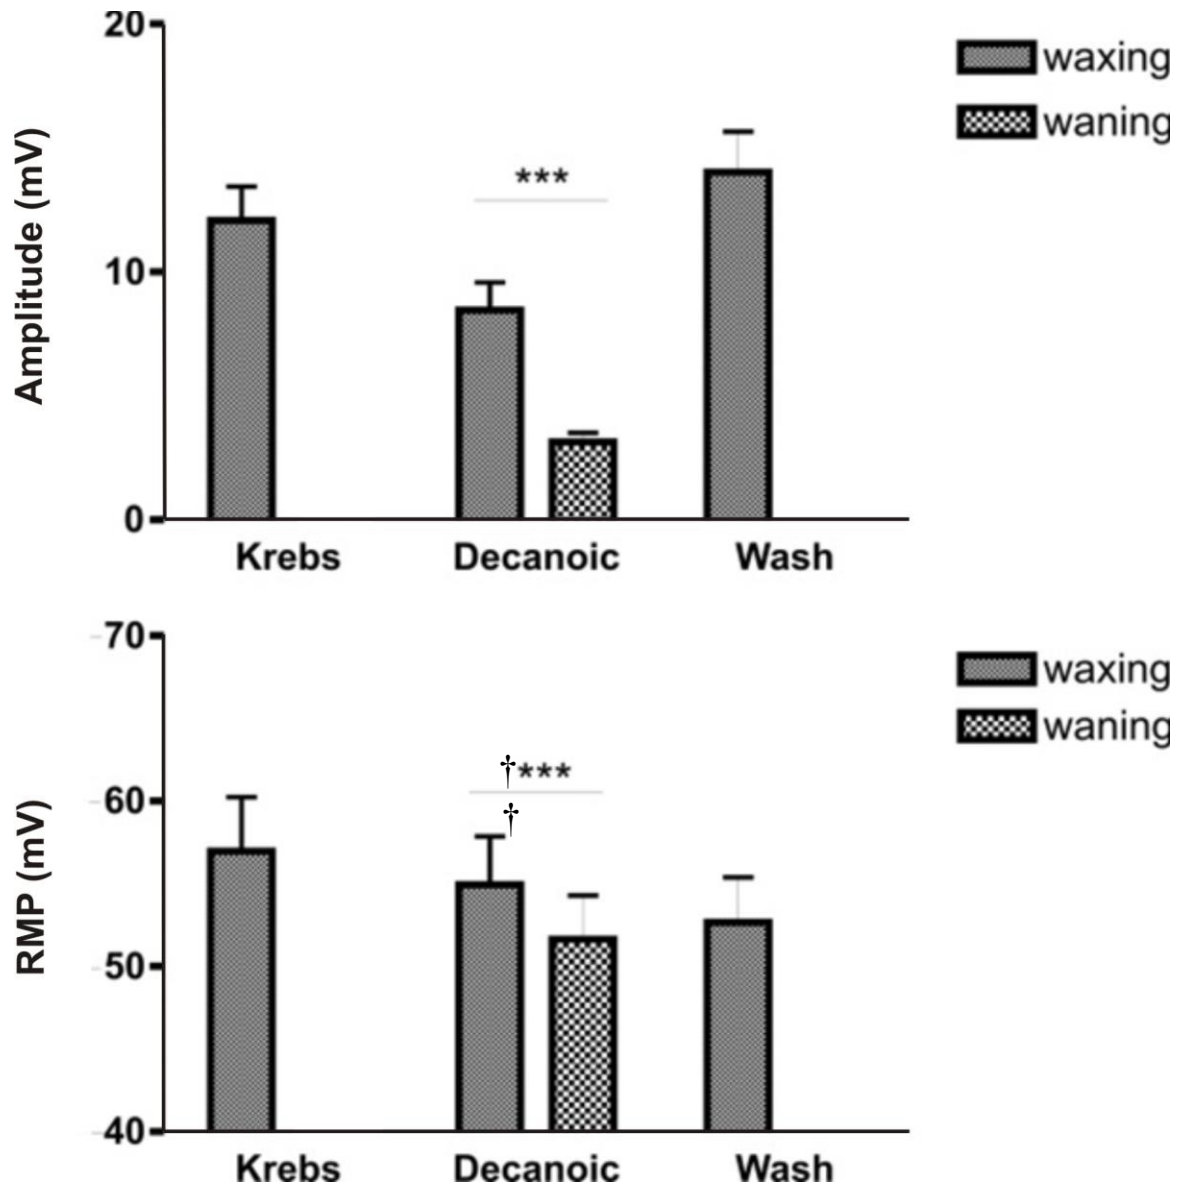 Amplitude (mV)
20
10
0
***
Krebs
Decanoic
Wash
waxing
waning
RMP (mV)
-70
-60
-50
-40
†***
†
Krebs
Decanoic
Wash
waxing
waning